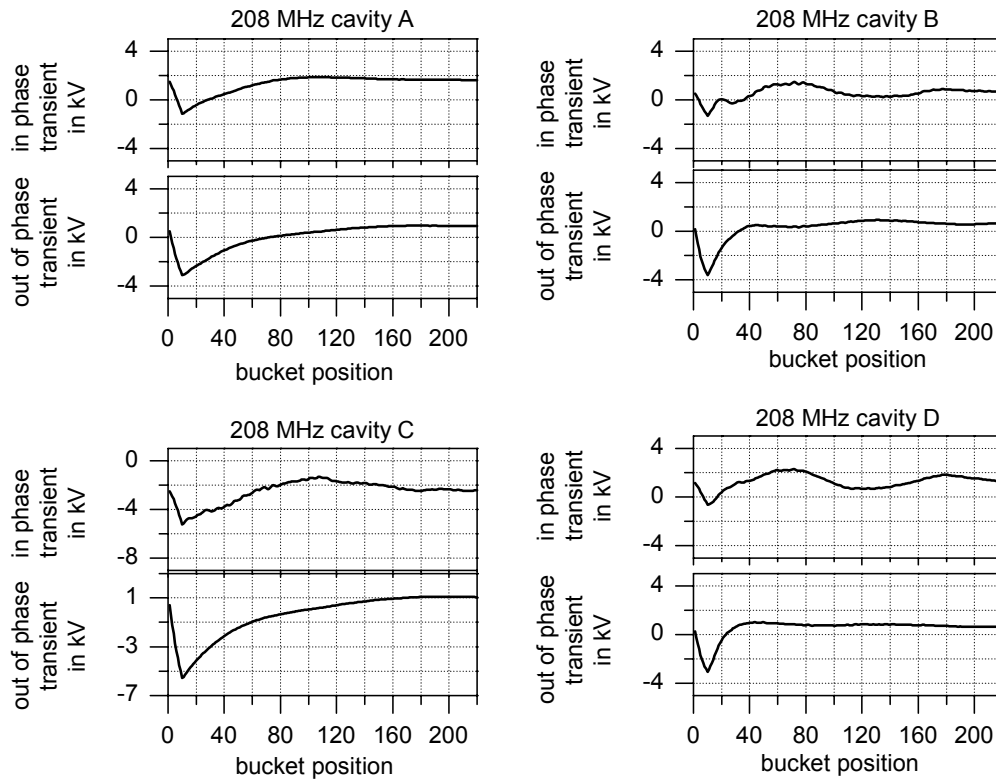 208 MHz cavity A
in phase
transient
in kV
4
0
-4
out of phase
transient
in kV
4
0
-4
0 40 80 120 160 200
bucket position
208 MHz cavity B
in phase
transient
in kV
4
0
-4
out of phase
transient
in kV
4
0
-4
0 40 80 120 160 200
bucket position
208 MHz cavity C
in phase
transient
in kV
0
-4
-8
out of phase
transient
in kV
1
-3
-7
0 40 80 120 160 200
bucket position
208 MHz cavity D
in phase
transient
in kV
4
0
-4
out of phase
transient
in kV
4
0
-4
0 40 80 120 160 200
bucket position